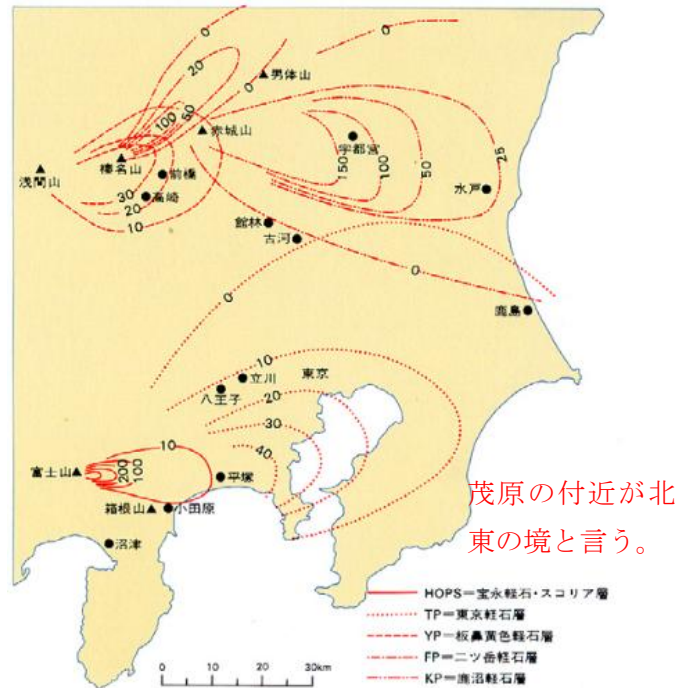 0
0
20
男体山
0
100
50
赤城山
宇都宮
浅間山
榛名山
前橋
高崎
30
20
10
150
100
50
25
水戸
館林
古河
0
0
鹿島
10
立川
東京
八王子
20
30
40
10
富士山
200
100
平塚
箱根山
小田原
沼津
茂原の付近が北
東の境と言う。
HOPS=宝永軽石・スコリア層
TP=東京軽石層
YP=板鼻黄色軽石層
FP=二ツ岳軽石層
KP=鹿沼軽石層
0 10 20 30km